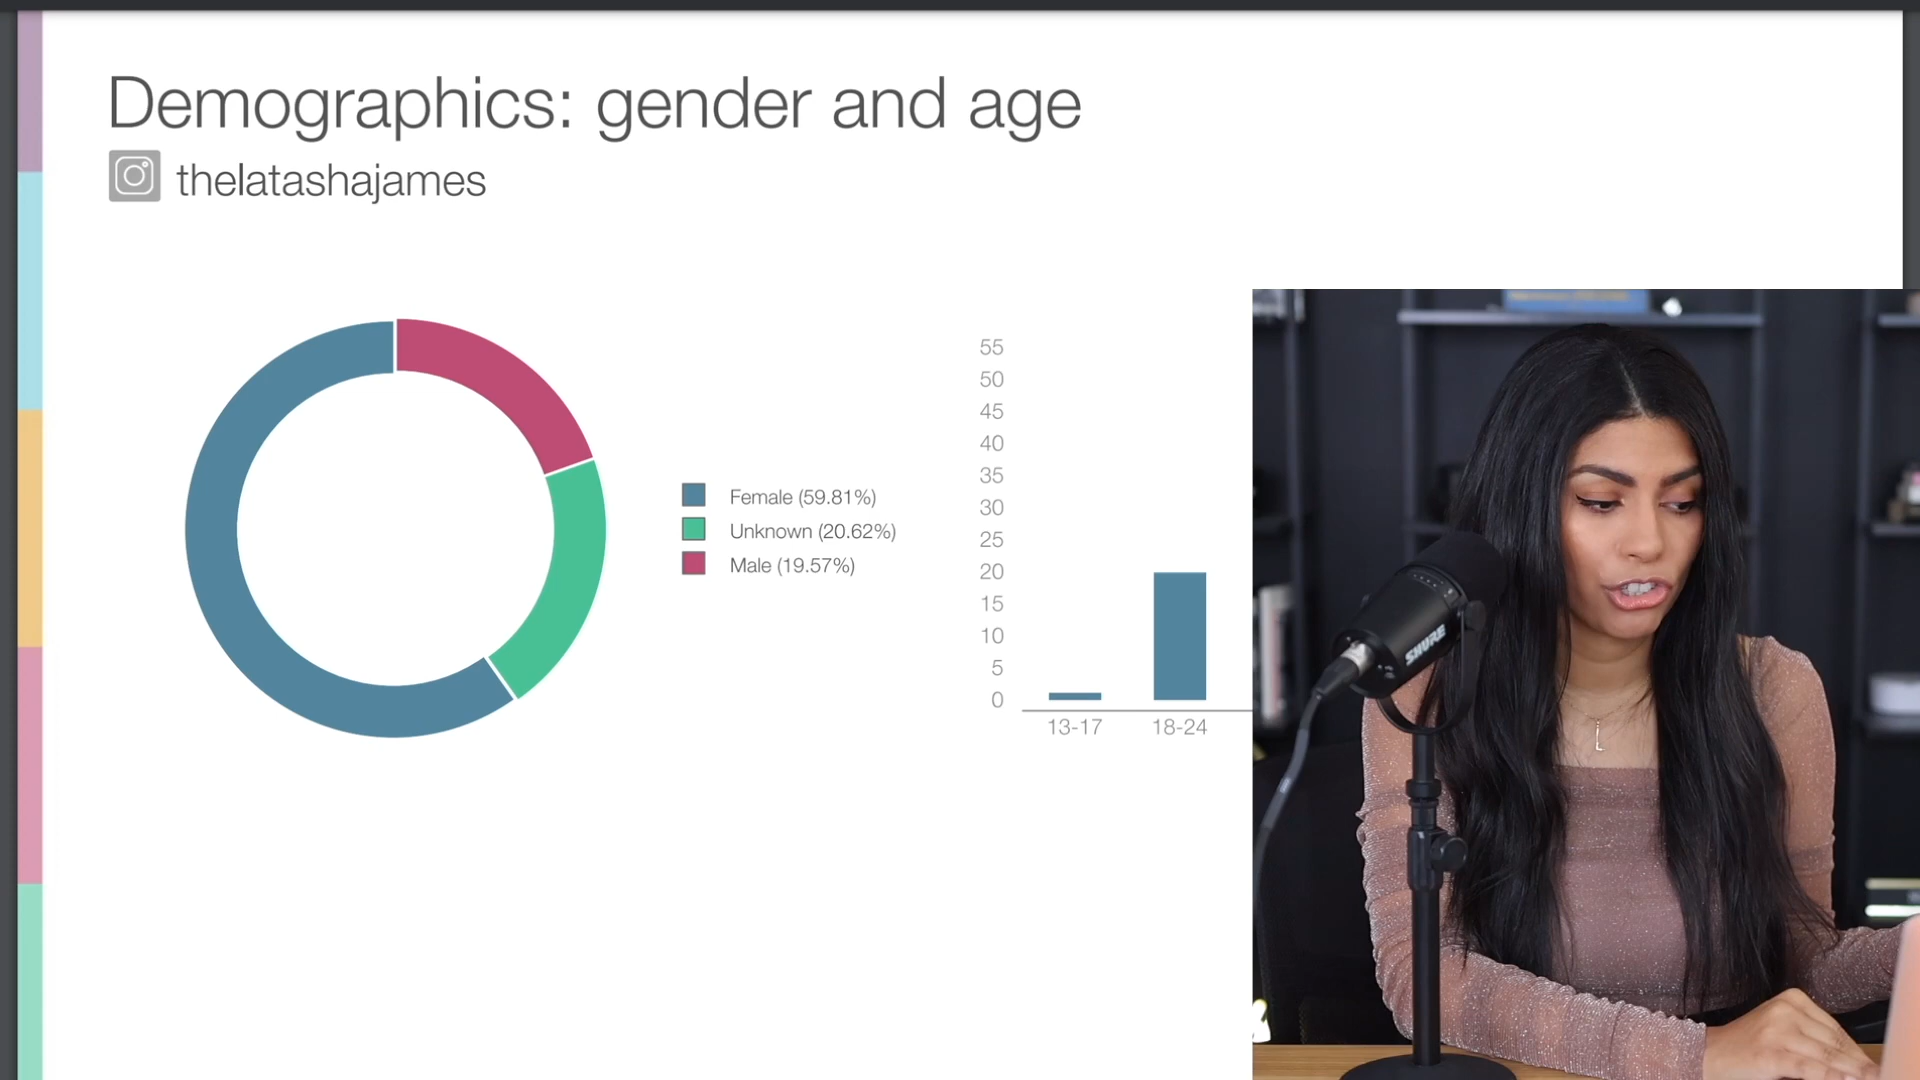 Demographics: gender and age
thelatashajames
Female (59.81%)
Unknown (20.62%)
Male (19.57%)
55
50
45
40
35
30
25
20
15
10
5
0
13-17
18-24
SHURE
L